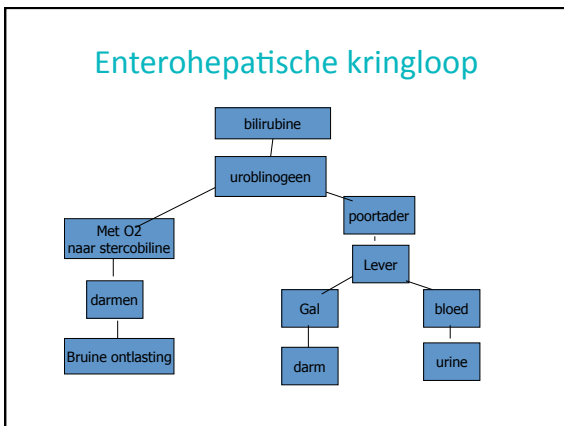 Enterohepatische kringloop
bilirubine
uroblinogeen
poortader
Met O2
naar stercobiline
Lever
darmen
Gal
bloed
Bruine ontlasting
darm
urine